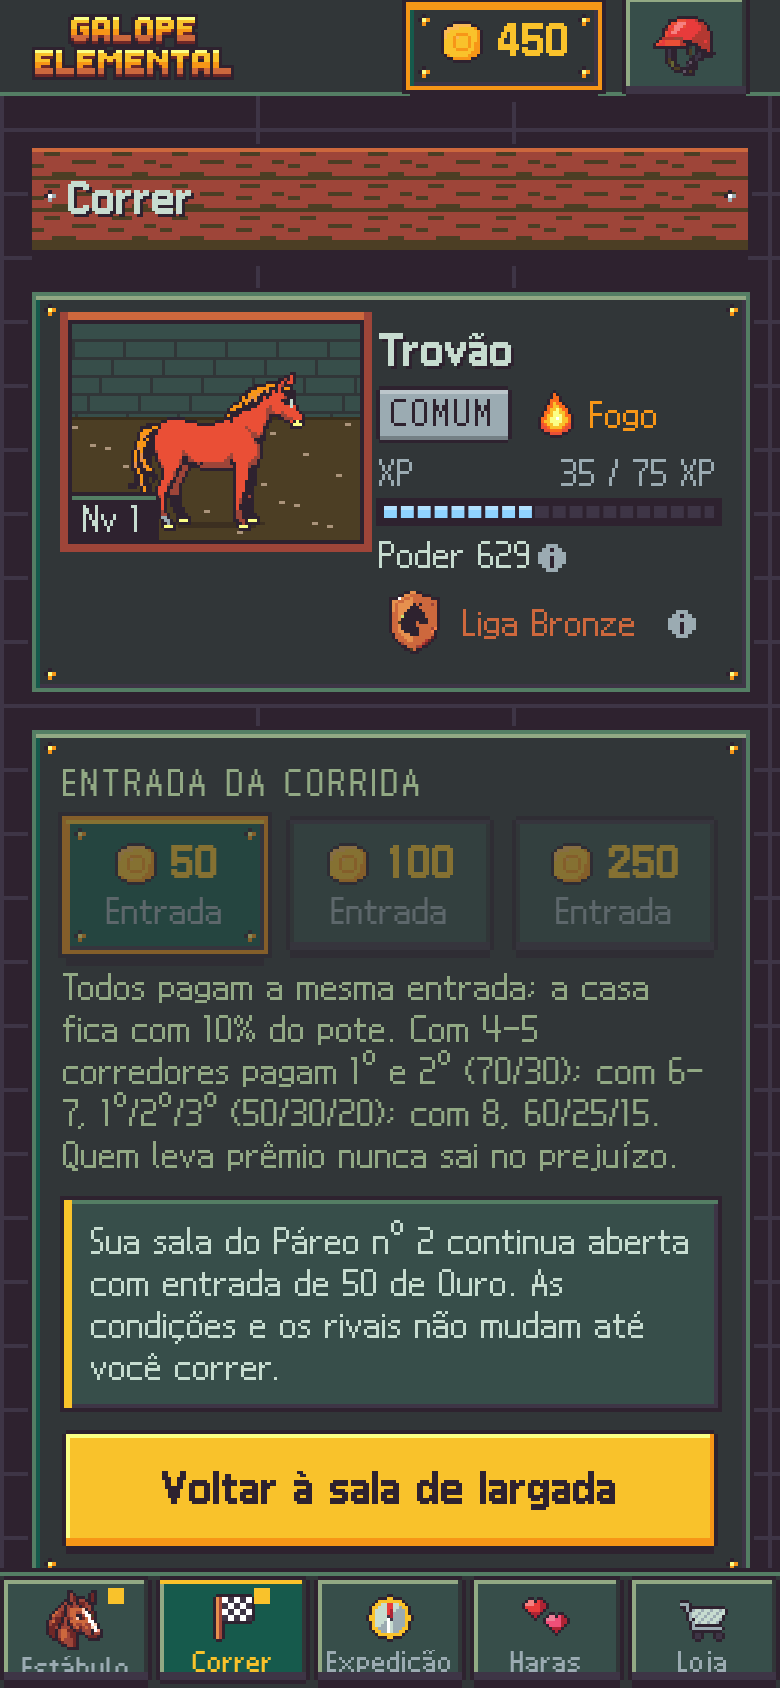 GALOPE
ELEMENTAL
450
Correr
Trovão
COMUM
Fogo
XP
35 / 75 XP
Nv 1
Poder 629
Liga Bronze
ENTRADA DA CORRIDA
50
100
250
Entrada
Entrada
Entrada
Todos pagam a mesma entrada; a casa
fica com 10% do pote. Com 4-5
corredores pagam 1º e 2º (70/30); com 6-
7, 1º/2º/3º (50/30/20); com 8, 60/25/15.
Quem leva prêmio nunca sai no prejuízo.
Sua sala do Páreo nº 2 continua aberta
com entrada de 50 de Ouro. As
condições e os rivais não mudam até
você correr.
Voltar à sala de largada
Estábulo
Correr
Expedição
Haras
Loja